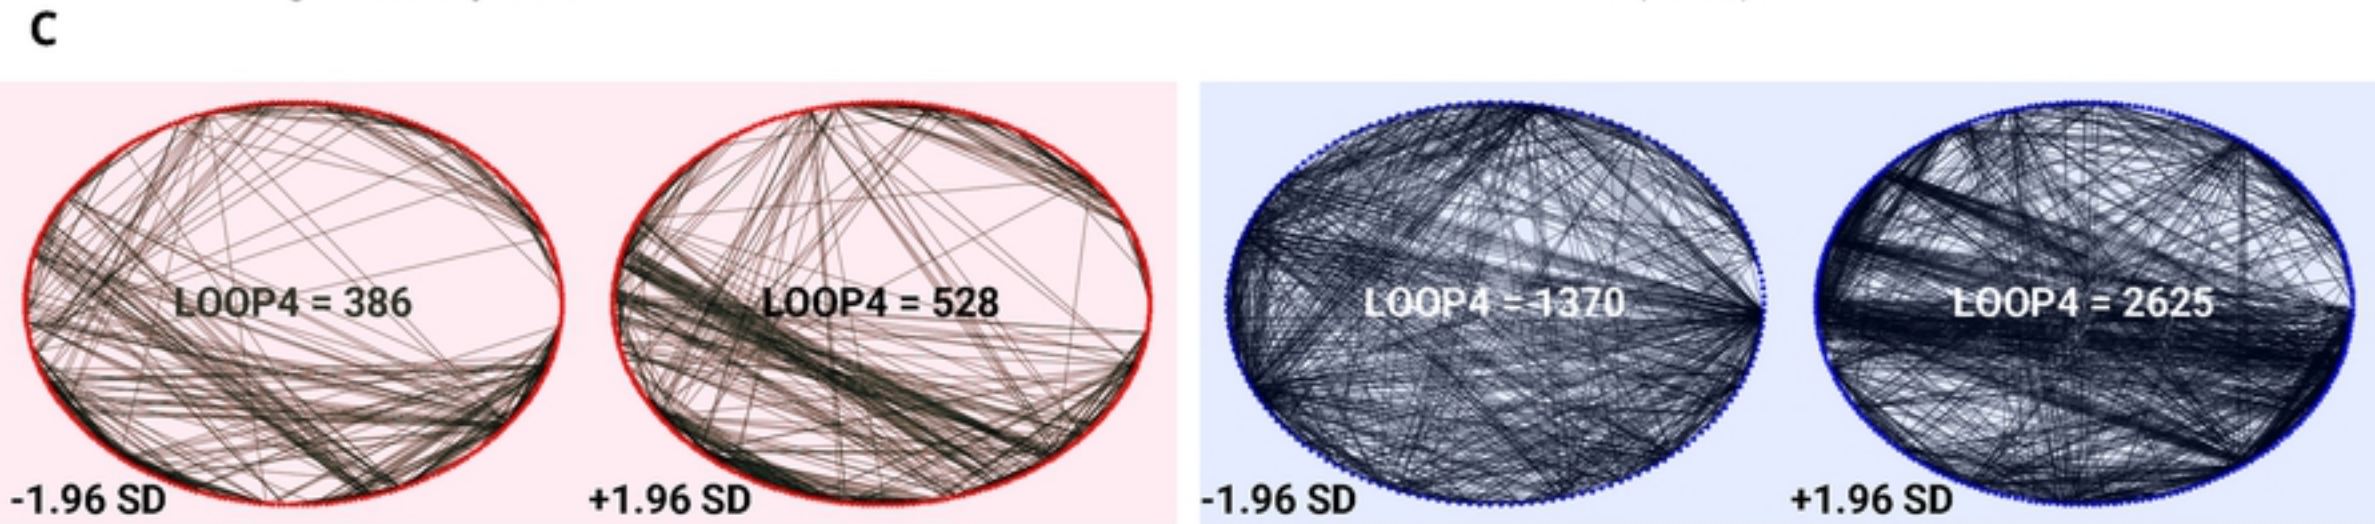 C
LOOP4 = 386
-1.96 SD
LOOP4 = 528
+1.96 SD
LOOP4 = 1370
-1.96 SD
LOOP4 = 2625
+1.96 SD